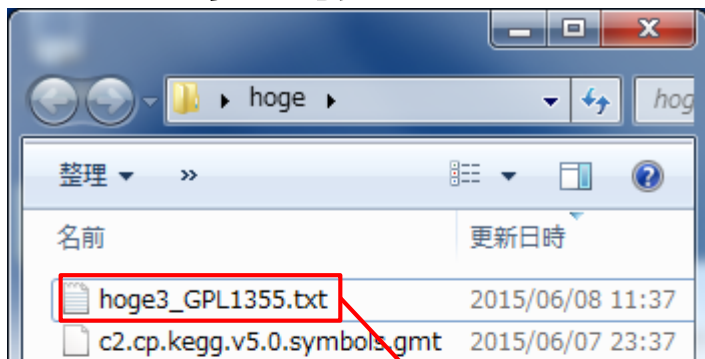 hoge
hog
整理
»
名前 更新日時
hoge3_GPL1355.txt 2015/06/08 11:37
c2.cp.kegg.v5.0.symbols.gmt 2015/06/07 23:37